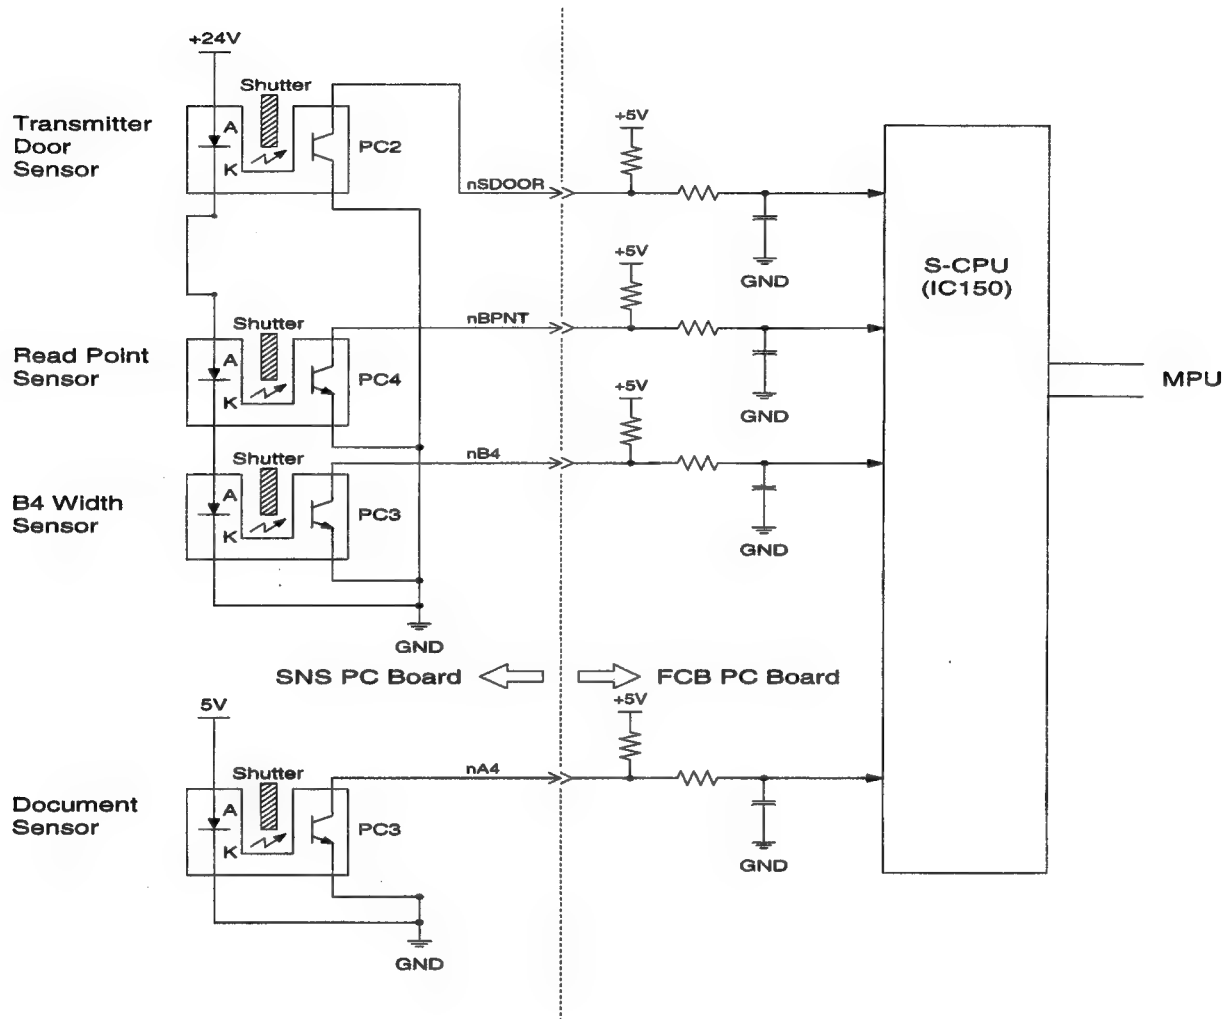 +24V
Shutter
Transmitter
Door
Sensor
A
K
PC2
nSDOOR
+5V
GND
S-CPU
(IC150)
+5V
Shutter
nBPNT
Read Point
Sensor
A
K
PC4
GND
MPU
+5V
Shutter
nB4
B4 Width
Sensor
A
K
PC3
GND
GND
SNS PC Board
FCB PC Board
5V
+5V
Shutter
nA4
Document
Sensor
A
K
PC3
GND
GND